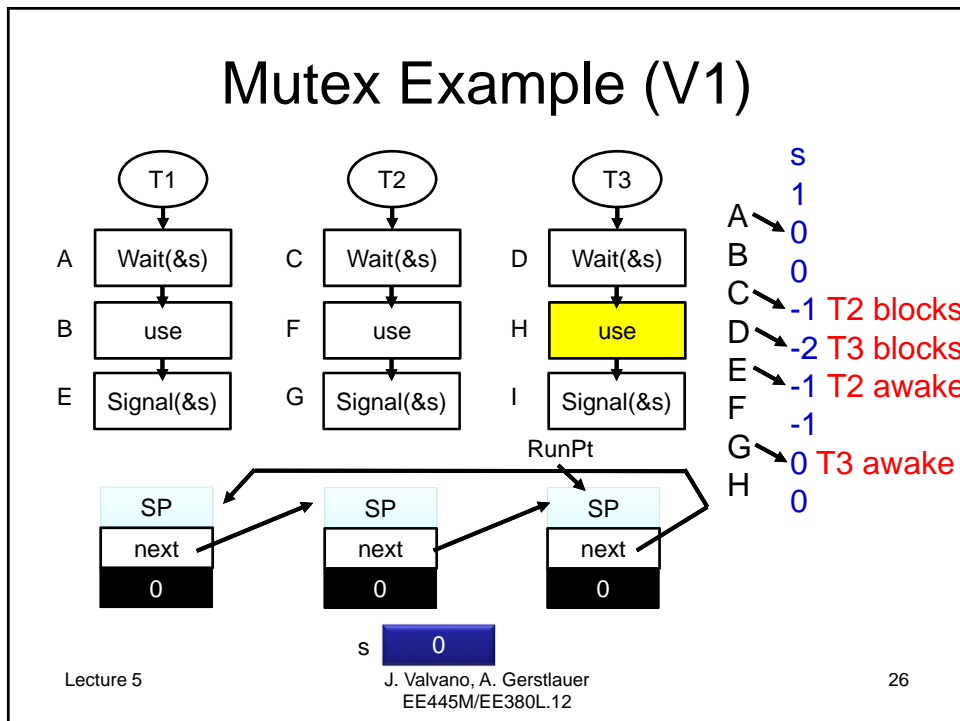 Mutex Example (V1)
T1
T2
T3
A
Wait(&s)
C
Wait(&s)
D
Wait(&s)
B
use
F
use
H
use
E
Signal(&s)
G
Signal(&s)
I
Signal(&s)
s
1
A
0
B
0
C
-1 T2 blocks
D
-2 T3 blocks
E
-1 T2 awake
F
-1
G
0 T3 awake
H
0
RunPt
SP
SP
SP
next
next
next
0
0
0
s
0
Lecture 5
J. Valvano, A. Gerstlauer
EE445M/EE380L.12
26